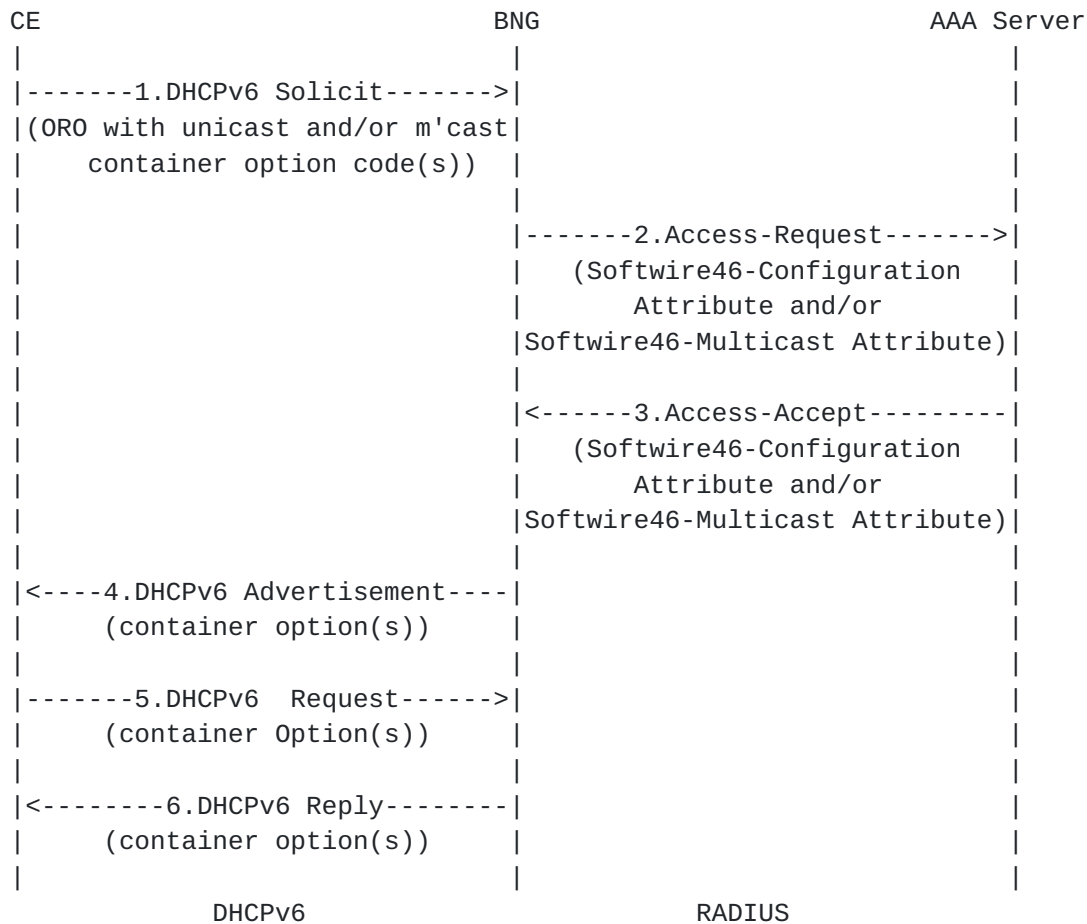 CE BNG AAA Server
| | |
|-------1.DHCPv6 Solicit------->| |
|(ORO with unicast and/or m'cast| |
| container option code(s)) | |
| | |
| |-------2.Access-Request------->|
| | (Softwire46-Configuration |
| | Attribute and/or |
| |Softwire46-Multicast Attribute)|
| | |
| |<------3.Access-Accept---------|
| | (Softwire46-Configuration |
| | Attribute and/or |
| |Softwire46-Multicast Attribute)|
| | |
|<----4.DHCPv6 Advertisement----| |
| (container option(s)) | |
| | |
|-------5.DHCPv6 Request------>| |
| (container Option(s)) | |
| | |
|<--------6.DHCPv6 Reply--------| |
| (container option(s)) | |
| | |
DHCPv6 RADIUS